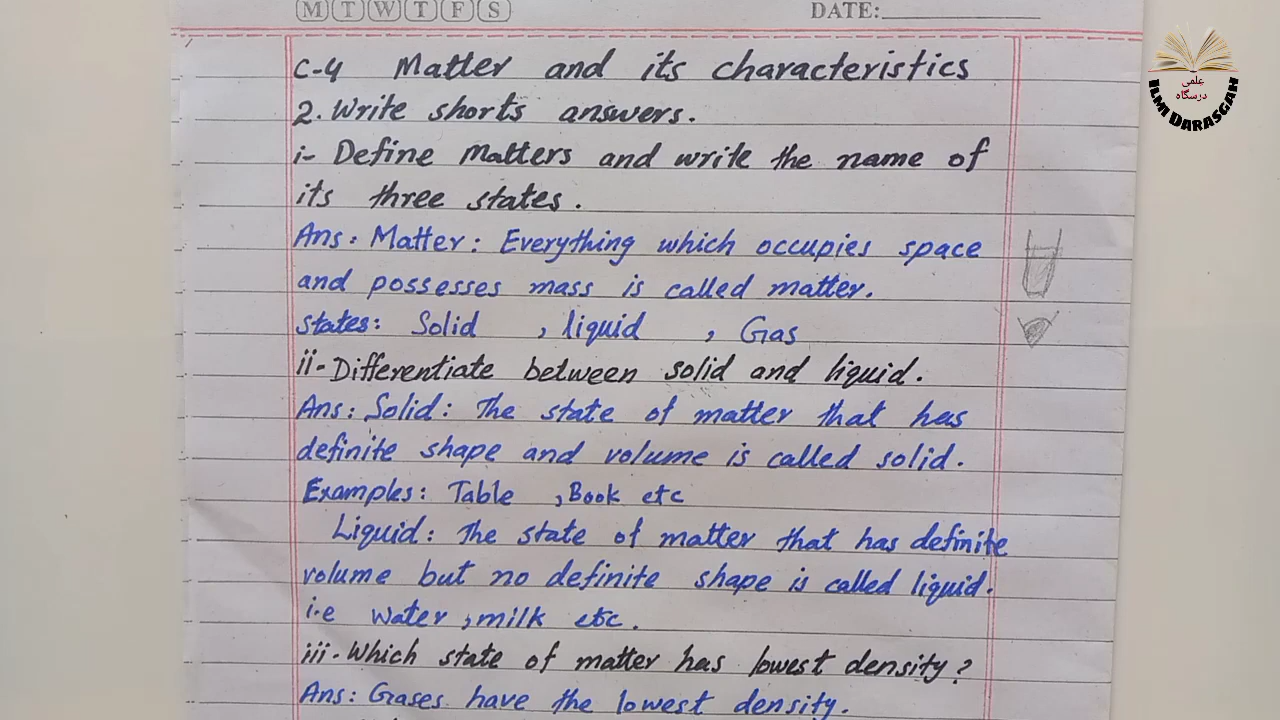 M T W T F S
DATE:
علمی
درسگاہ
ILMI DARASGAH
C-4 Matter and its characteristics
2. Write shorts answers.
i- Define Matters and write the name of
its three states.
Ans: Matter: Everything which occupies space
and possesses mass is called matter.
states: Solid , liquid , Gas
ii- Differentiate between solid and liquid.
Ans: Solid: The state of matter that has
definite shape and volume is called solid.
Examples: Table , Book etc
Liquid: The state of matter that has definite
volume but no definite shape is called liquid.
i.e water , milk etc.
iii- Which state of matter has lowest density?
Ans: Gases have the lowest density.